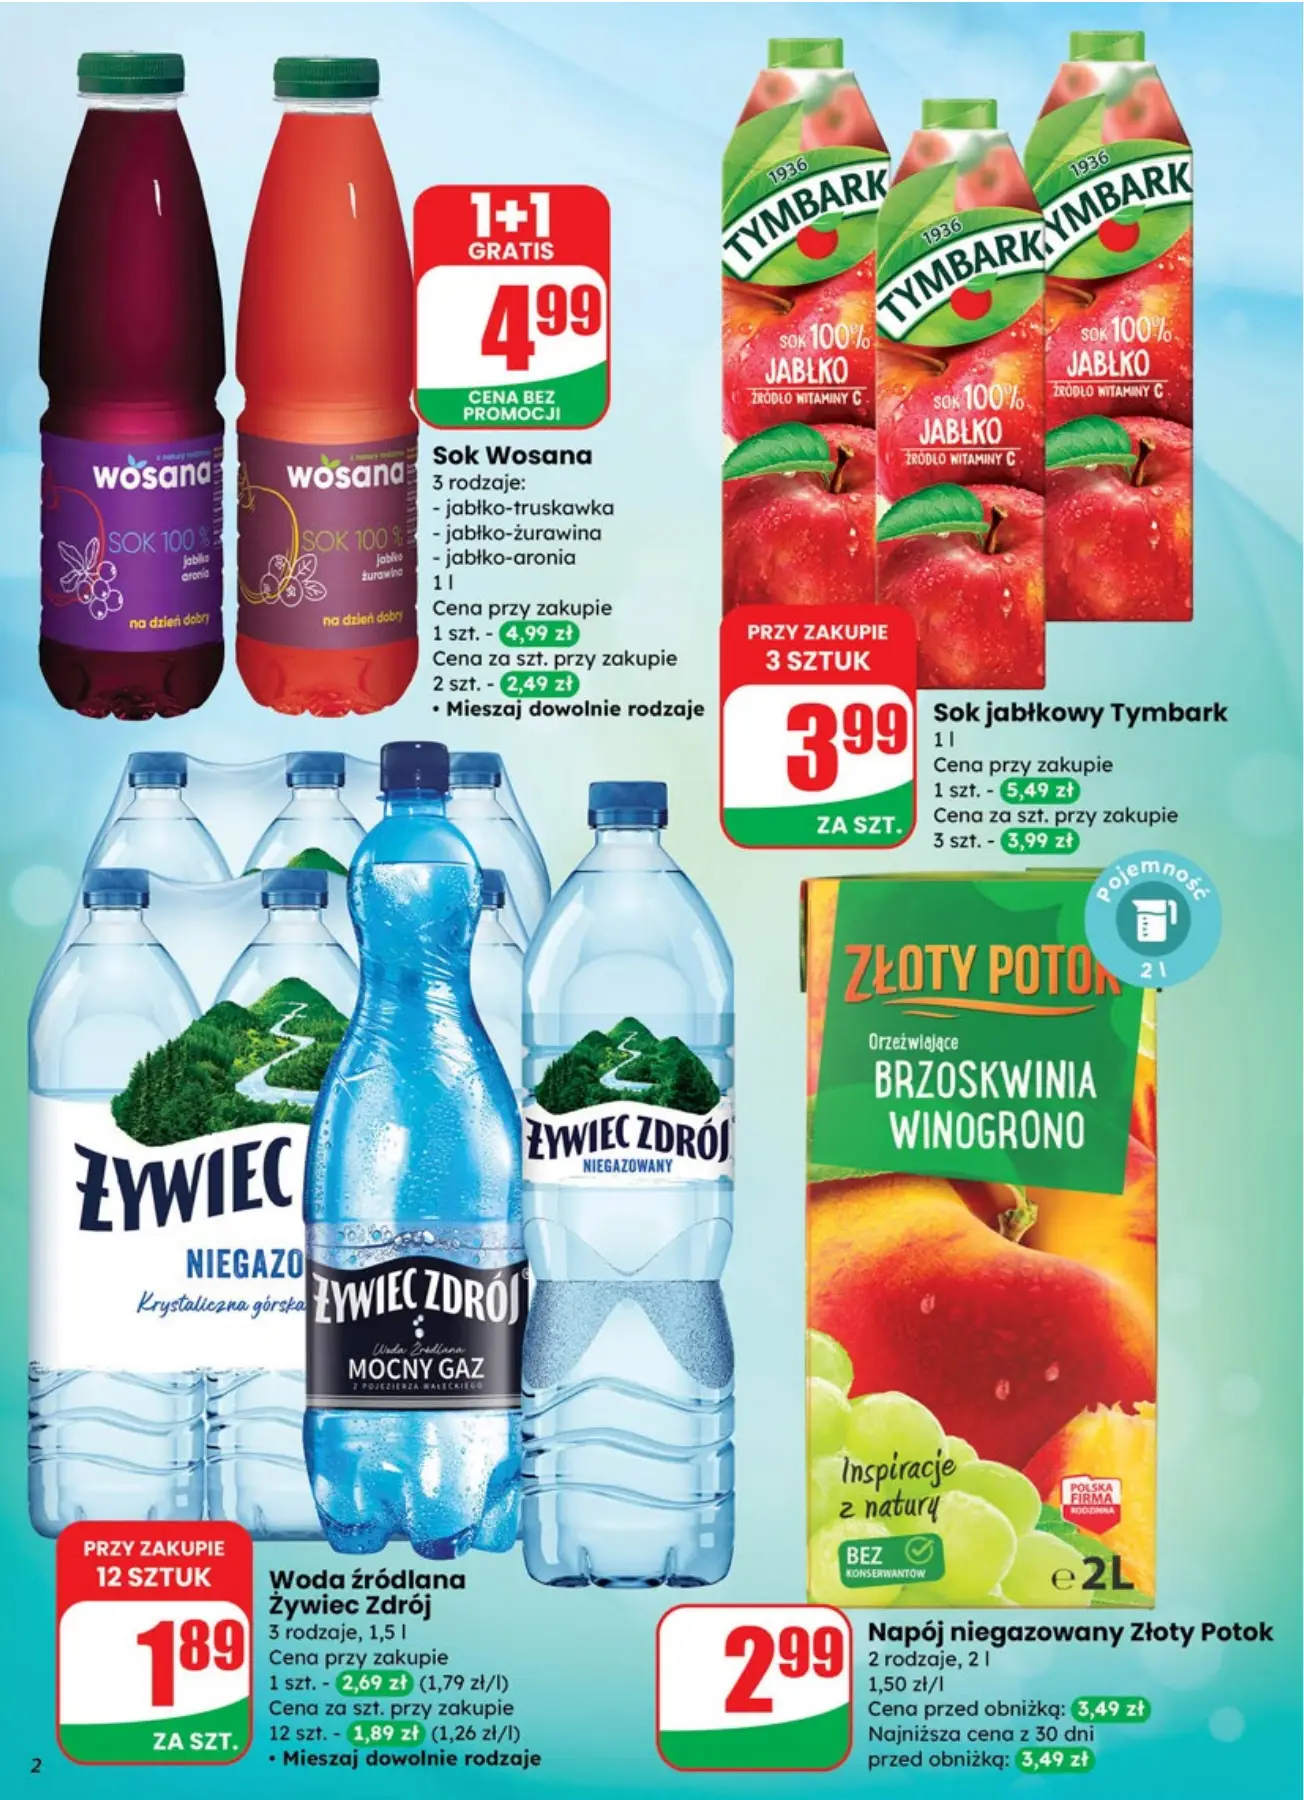 wosana
SOK 100 %
jabłko
aronia
na dzień dobry
wosana
SOK 100 %
jabłko
żurawina
na dzień dobry
1+1
GRATIS
4 99
CENA BEZ
PROMOCJI
Sok Wosana
3 rodzaje:
- jabłko-truskawka
- jabłko-żurawina
- jabłko-aronia
1 l
Cena przy zakupie
1 szt. - 4,99 zł
Cena za szt. przy zakupie
2 szt. - 2,49 zł
• Mieszaj dowolnie rodzaje
1936
TYMBARK
SOK 100%
JABŁKO
ŹRÓDŁO WITAMINY C
1936
TYMBARK
SOK 100%
JABŁKO
ŹRÓDŁO WITAMINY C
1936
TYMBARK
SOK 100%
JABŁKO
ŹRÓDŁO WITAMINY C
PRZY ZAKUPIE
3 SZTUK
3 99
ZA SZT.
Sok jabłkowy Tymbark
1 l
Cena przy zakupie
1 szt. - 5,49 zł
Cena za szt. przy zakupie
3 szt. - 3,99 zł
ŻYWIEC
NIEGAZO
Krystaliczna górska
ŻYWIEC ZDRÓJ
Woda Źródlana
MOCNY GAZ
Z POJEZIERZA WAŁECKIEGO
ŻYWIEC ZDRÓJ
NIEGAZOWANY
PRZY ZAKUPIE
12 SZTUK
1 89
ZA SZT.
Woda źródlana
Żywiec Zdrój
3 rodzaje, 1,5 l
Cena przy zakupie
1 szt. - 2,69 zł (1,79 zł/l)
Cena za szt. przy zakupie
12 szt. - 1,89 zł (1,26 zł/l)
• Mieszaj dowolnie rodzaje
Pojemność
2 l
ZŁOTY POTOK
Orzeźwiające
BRZOSKWINIA
WINOGRONO
Inspiracje
z natury
POLSKA
FIRMA
RODZINNA
BEZ
KONSERWANTÓW
e 2L
2 99
Napój niegazowany Złoty Potok
2 rodzaje, 2 l
1,50 zł/l
Cena przed obniżką: 3,49 zł
Najniższa cena z 30 dni
przed obniżką: 3,49 zł
2